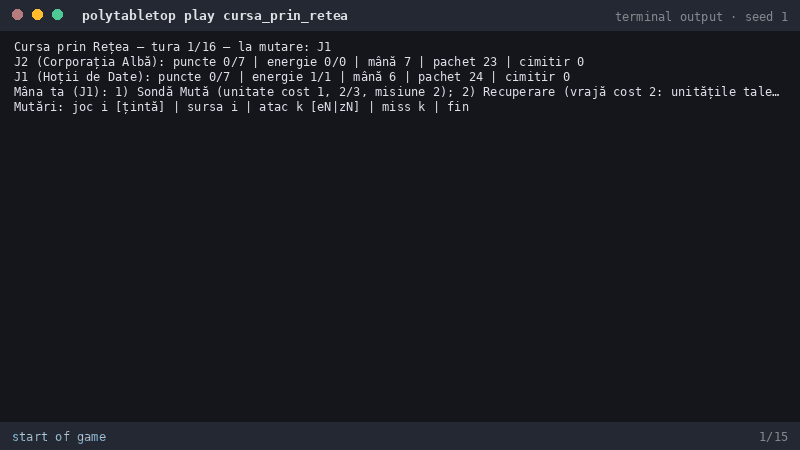 polytabletop play cursa_prin_retea
terminal output · seed 1
Cursa prin Rețea — tura 1/16 — la mutare: J1
J2 (Corporația Albă): puncte 0/7 | energie 0/0 | mână 7 | pachet 23 | cimitir 0
J1 (Hoții de Date): puncte 0/7 | energie 1/1 | mână 6 | pachet 24 | cimitir 0
Mâna ta (J1): 1) Sondă Mută (unitate cost 1, 2/3, misiune 2); 2) Recuperare (vrajă cost 2: unitățile tale…
Mutări: joc i [țintă] | sursa i | atac k [eN|zN] | miss k | fin
start of game
1/15